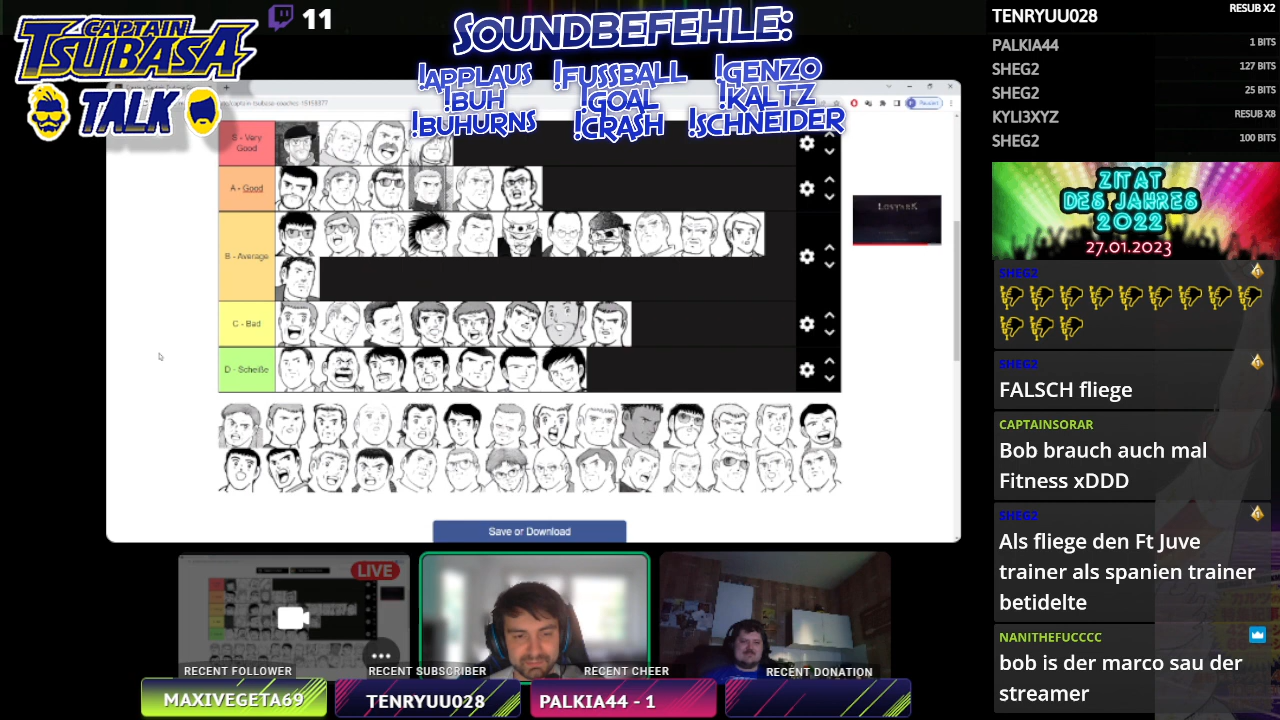 CAPTAIN
TSUBASA
TALK
11
SOUNDBEFEHLE:
!APPLAUS !FUSSBALL !GENZO
!BUH !GOAL !KALTZ
!BUHURNS !CRASH !SCHNEIDER
TENRYUU028 RESUB X2
PALKIA44 1 BITS
SHEG2 127 BITS
SHEG2 25 BITS
KYLI3XYZ RESUB X8
SHEG2 100 BITS
ZITAT
DES JAHRES
2022
27.01.2023
S - Very
Good
A - Good
B - Average
C - Bad
D - Scheiße
Save or Download
SHEG2
SHEG2
FALSCH fliege
CAPTAINSORAR
Bob brauch auch mal
Fitness xDDD
SHEG2
Als fliege den Ft Juve
trainer als spanien trainer
betidelte
NANITHEFUCCCC
bob is der marco sau der
streamer
LIVE
RECENT FOLLOWER
RECENT SUBSCRIBER
RECENT CHEER
RECENT DONATION
MAXIVEGETA69
TENRYUU028
PALKIA44 - 1